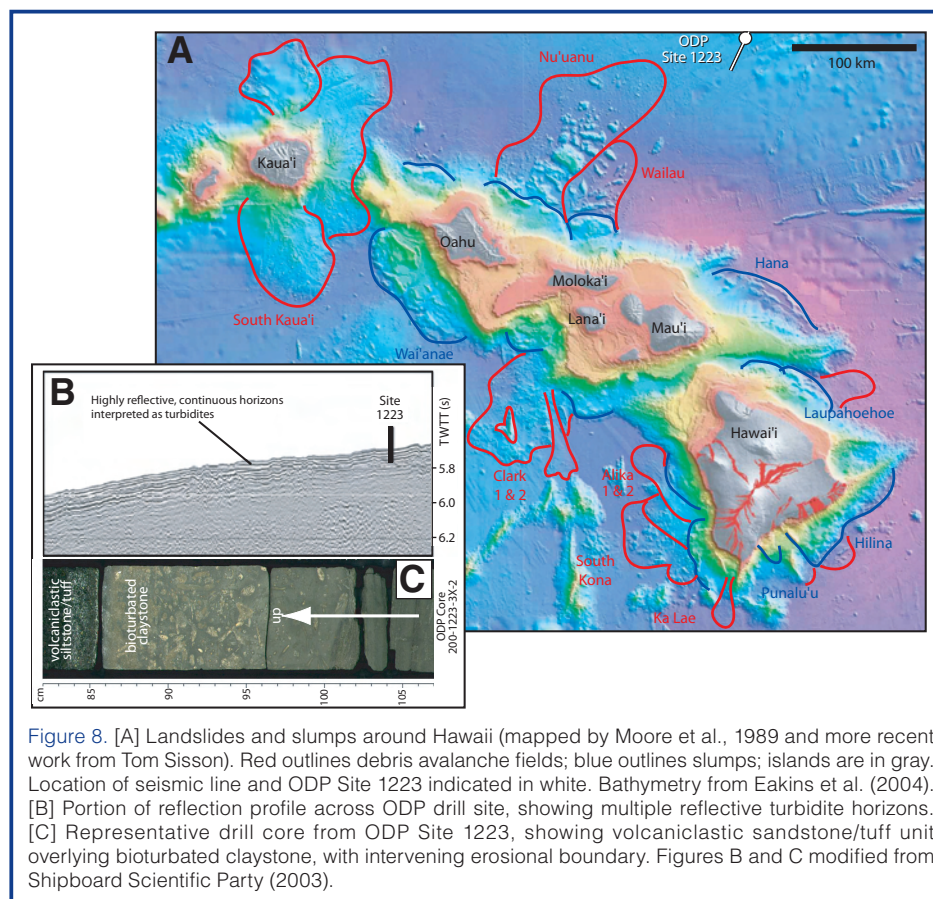 A
ODP
Site 1223
100 km
Nu'uanu
Kaua'i
Wailau
Oahu
Hana
Moloka'i
South Kaua'i
Lana'i
Mau'i
Wai'anae
B
Highly reflective, continuous horizons
interpreted as turbidites
Site
1223
TWTT (s)
5.8
6.0
6.2
Laupahoehoe
Hawai'i
Clark
1 & 2
Alika
1 & 2
Hilina
South
Kona
Punalu'u
Ka Lae
C
volcaniclastic
siltstone/tuff
bioturbated
claystone
up
ODP Core
200-1223-3X-2
cm
85
90
95
100
105
Figure 8. [A] Landslides and slumps around Hawaii (mapped by Moore et al., 1989 and more recent
work from Tom Sisson). Red outlines debris avalanche fields; blue outlines slumps; islands are in gray.
Location of seismic line and ODP Site 1223 indicated in white. Bathymetry from Eakins et al. (2004).
[B] Portion of reflection profile across ODP drill site, showing multiple reflective turbidite horizons.
[C] Representative drill core from ODP Site 1223, showing volcaniclastic sandstone/tuff unit
overlying bioturbated claystone, with intervening erosional boundary. Figures B and C modified from
Shipboard Scientific Party (2003).